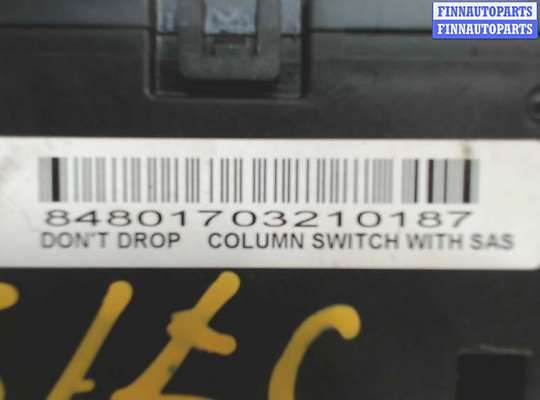 FINNAUTOPARTS
FINNAUTOPARTS
84801703210187
DON'T DROP COLUMN SWITCH WITH SAS